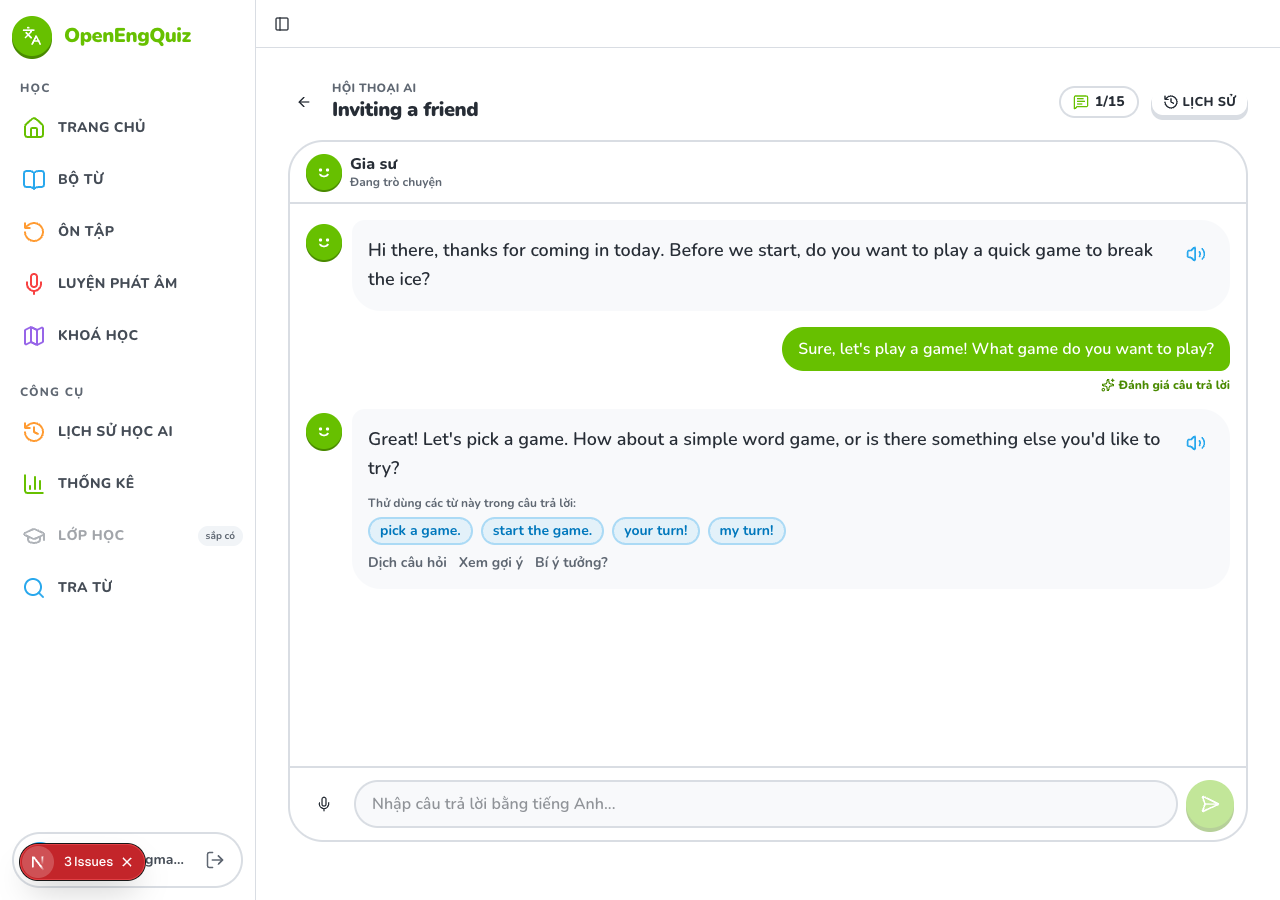 OpenEngQuiz
HỌC
TRANG CHỦ
BỘ TỪ
ÔN TẬP
LUYỆN PHÁT ÂM
KHOÁ HỌC
CÔNG CỤ
LỊCH SỬ HỌC AI
THỐNG KÊ
LỚP HỌC
sắp có
TRA TỪ
N
3 Issues
gma...
HỘI THOẠI AI
Inviting a friend
1/15
LỊCH SỬ
Gia sư
Đang trò chuyện
Hi there, thanks for coming in today. Before we start, do you want to play a quick game to break
the ice?
Sure, let's play a game! What game do you want to play?
Đánh giá câu trả lời
Great! Let's pick a game. How about a simple word game, or is there something else you'd like to
try?
Thử dùng các từ này trong câu trả lời:
pick a game.
start the game.
your turn!
my turn!
Dịch câu hỏi
Xem gợi ý
Bí ý tưởng?
Nhập câu trả lời bằng tiếng Anh...